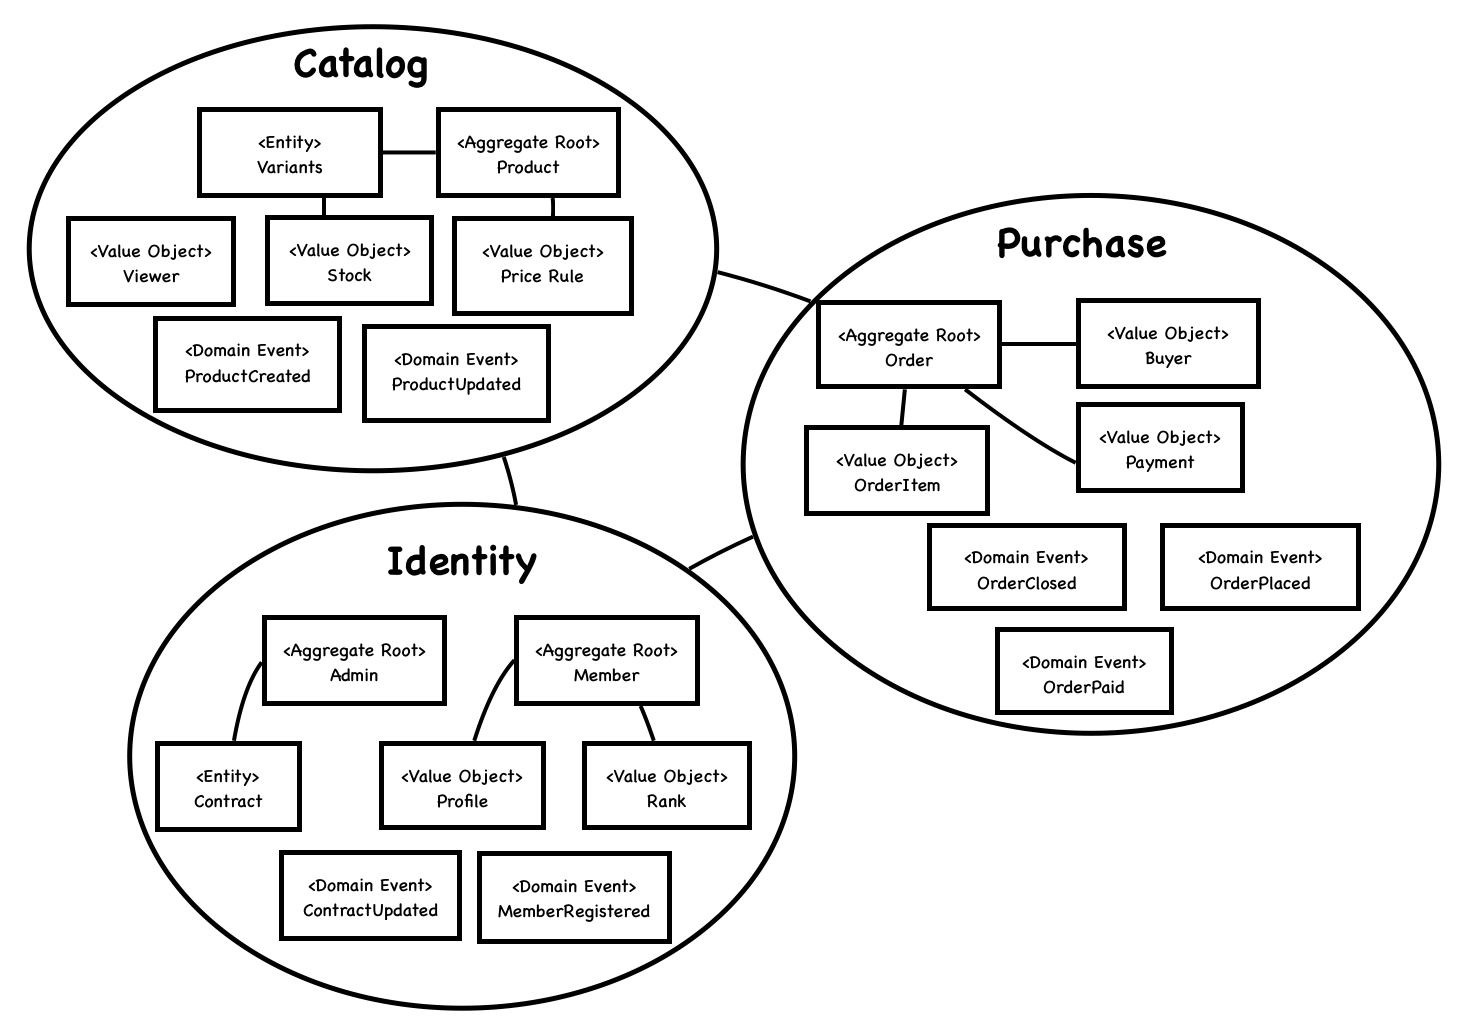 Catalog
<Entity>
Variants
<Aggregate Root>
Product
<Value Object>
Viewer
<Value Object>
Stock
<Value Object>
Price Rule
<Domain Event>
ProductCreated
<Domain Event>
ProductUpdated
Purchase
<Aggregate Root>
Order
<Value Object>
Buyer
<Value Object>
OrderItem
<Value Object>
Payment
<Domain Event>
OrderClosed
<Domain Event>
OrderPlaced
<Domain Event>
OrderPaid
Identity
<Aggregate Root>
Admin
<Aggregate Root>
Member
<Entity>
Contract
<Value Object>
Profile
<Value Object>
Rank
<Domain Event>
ContractUpdated
<Domain Event>
MemberRegistered